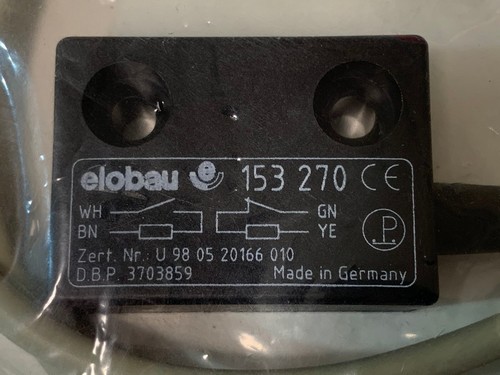 elobau e 153 270 CE
WH GN
BN YE
P
Zert. Nr.: U 98 05 20166 010
D.B.P. 3703859 Made in Germany